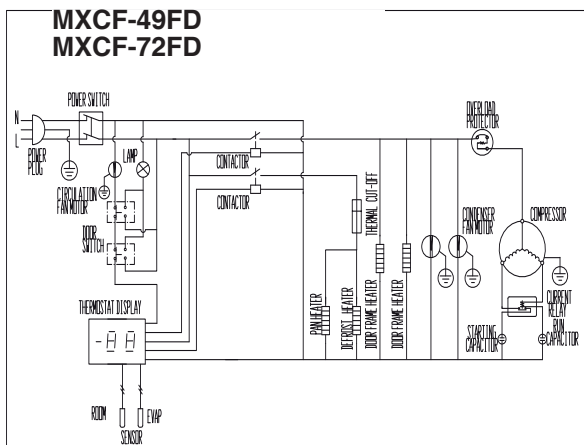 MXCF-49FD
MXCF-72FD
POWER SWITCH
N
L
POWER
PLOG
LAMP
CIRCULATION
FAN MOTOR
DOOR
SWITCH
CONTACTOR
CONTACTOR
THERMAL CUT-OFF
OVERLOAD
PROTECTOR
CONDENSER
FAN MOTOR
COMPRESSOR
THERMOSTAT DISPLAY
PAN HEATER
DEFROST HEATER
DOOR FRAME HEATER
DOOR FRAME HEATER
CURRENT
RELAY
STARTING
CAPACITOR
RUN
CAPACITOR
ROOM
EVAP
SENSOR